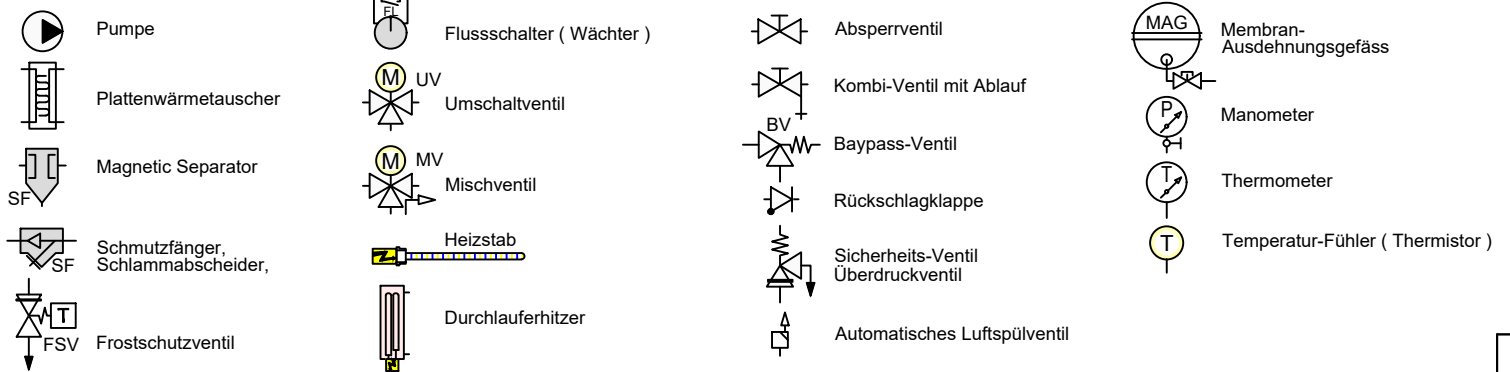 Pumpe
Plattenwärmetauscher
Magnetic Separator
SF
Schmutzfänger,
Schlammabscheider,
SF
T
FSV
Frostschutzventil
FL
Flussschalter ( Wächter )
M
UV
Umschaltventil
M
MV
Mischventil
Heizstab
Durchlauferhitzer
Absperrventil
Kombi-Ventil mit Ablauf
BV
Baypass-Ventil
Rückschlagklappe
Sicherheits-Ventil
Überdruckventil
Automatisches Luftspülventil
MAG
Membran-
Ausdehnungsgefäss
P
Manometer
T
Thermometer
T
Temperatur-Fühler ( Thermistor )